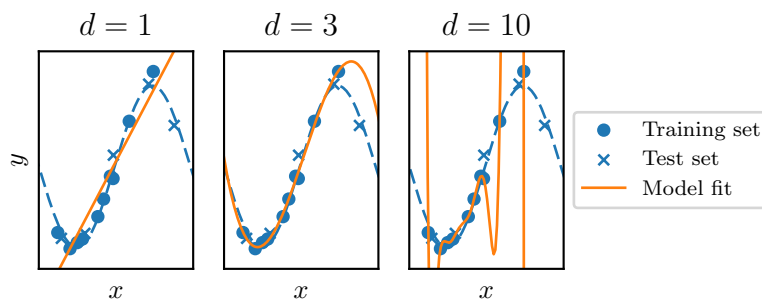 d = 1
d = 3
d = 10
y
x
x
x
Training set
Test set
Model fit